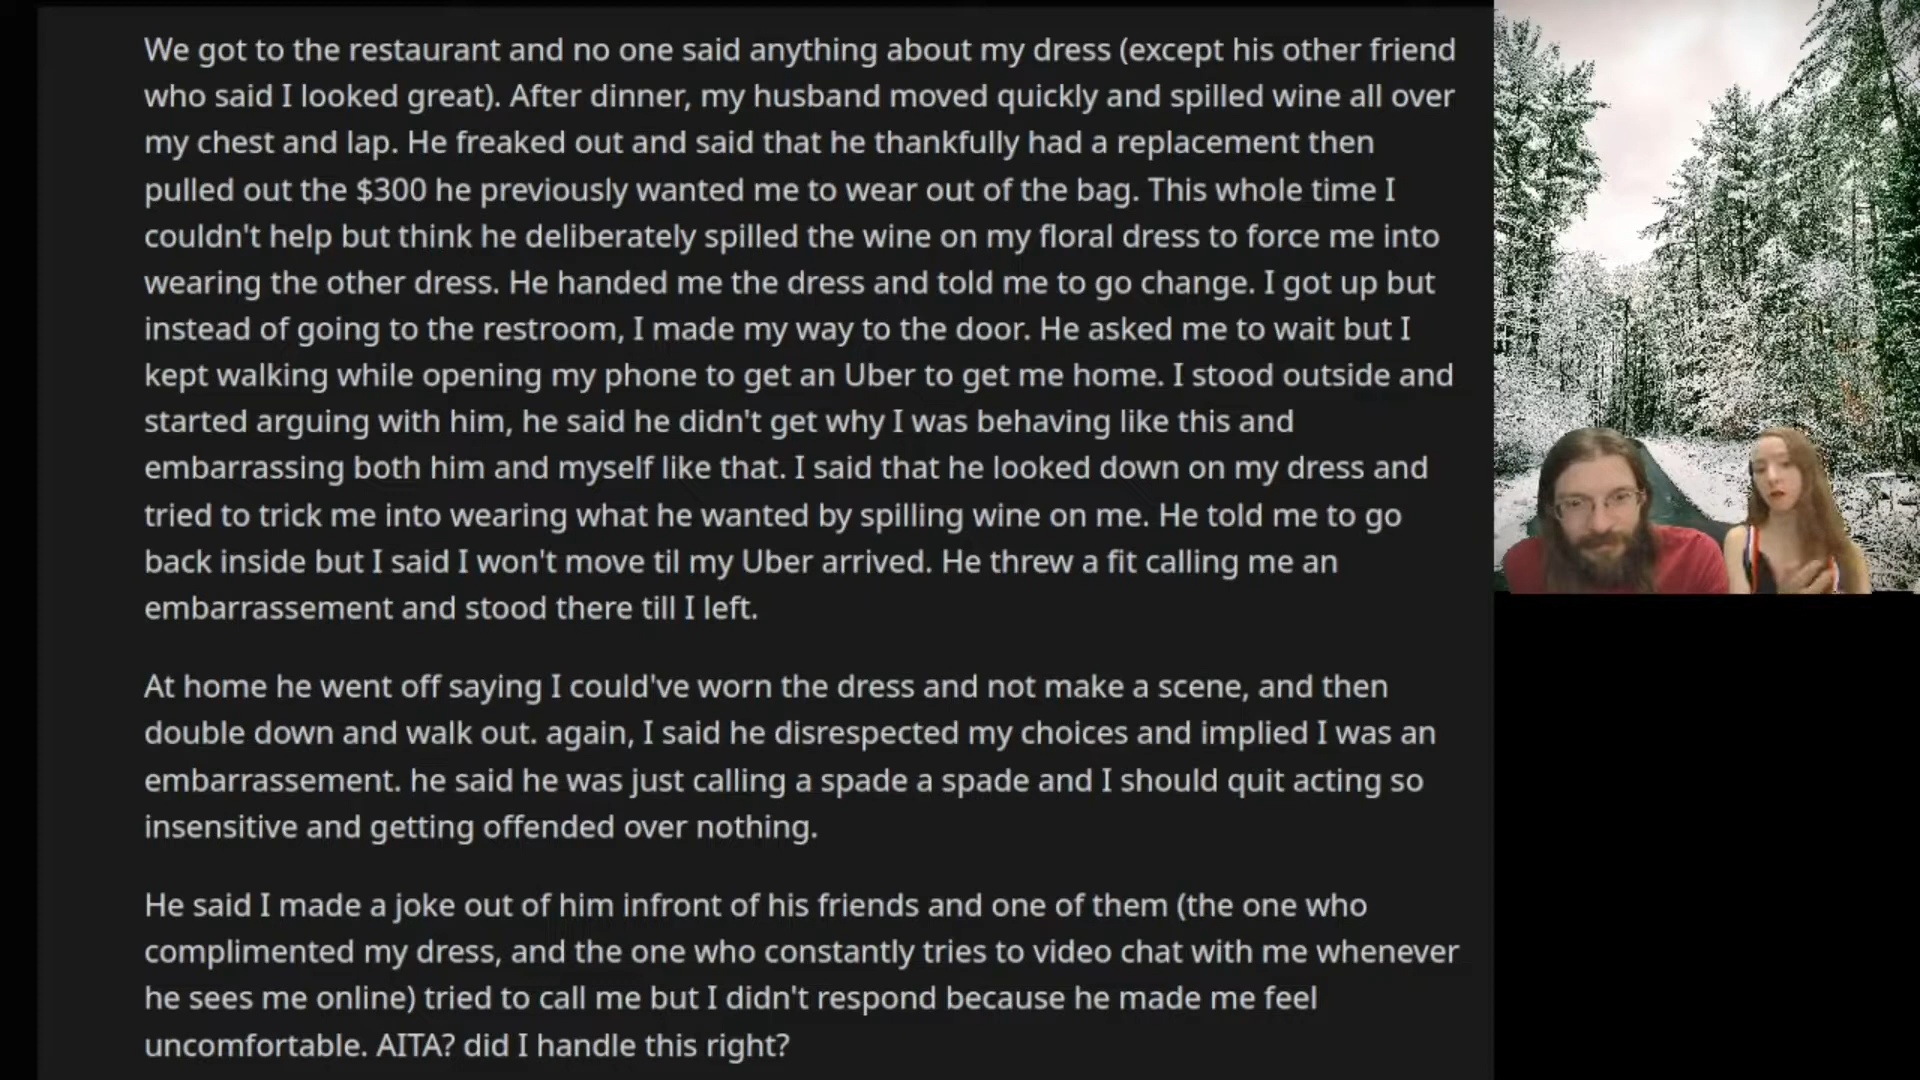 We got to the restaurant and no one said anything about my dress (except his other friend
who said I looked great). After dinner, my husband moved quickly and spilled wine all over
my chest and lap. He freaked out and said that he thankfully had a replacement then
pulled out the $300 he previously wanted me to wear out of the bag. This whole time I
couldn't help but think he deliberately spilled the wine on my floral dress to force me into
wearing the other dress. He handed me the dress and told me to go change. I got up but
instead of going to the restroom, I made my way to the door. He asked me to wait but I
kept walking while opening my phone to get an Uber to get me home. I stood outside and
started arguing with him, he said he didn't get why I was behaving like this and
embarrassing both him and myself like that. I said that he looked down on my dress and
tried to trick me into wearing what he wanted by spilling wine on me. He told me to go
back inside but I said I won't move til my Uber arrived. He threw a fit calling me an
embarrassement and stood there till I left.
At home he went off saying I could've worn the dress and not make a scene, and then
double down and walk out. again, I said he disrespected my choices and implied I was an
embarrassement. he said he was just calling a spade a spade and I should quit acting so
insensitive and getting offended over nothing.
He said I made a joke out of him infront of his friends and one of them (the one who
complimented my dress, and the one who constantly tries to video chat with me whenever
he sees me online) tried to call me but I didn't respond because he made me feel
uncomfortable. AITA? did I handle this right?